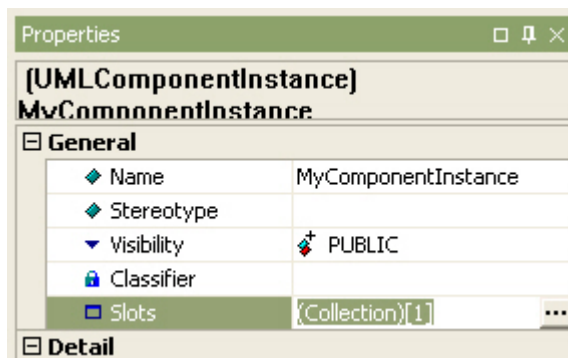 Properties
(UMLComponentInstance)
MyComponentInstance
General
Name MyComponentInstance
Stereotype
Visibility PUBLIC
Classifier
Slots (Collection)[1] ...
Detail